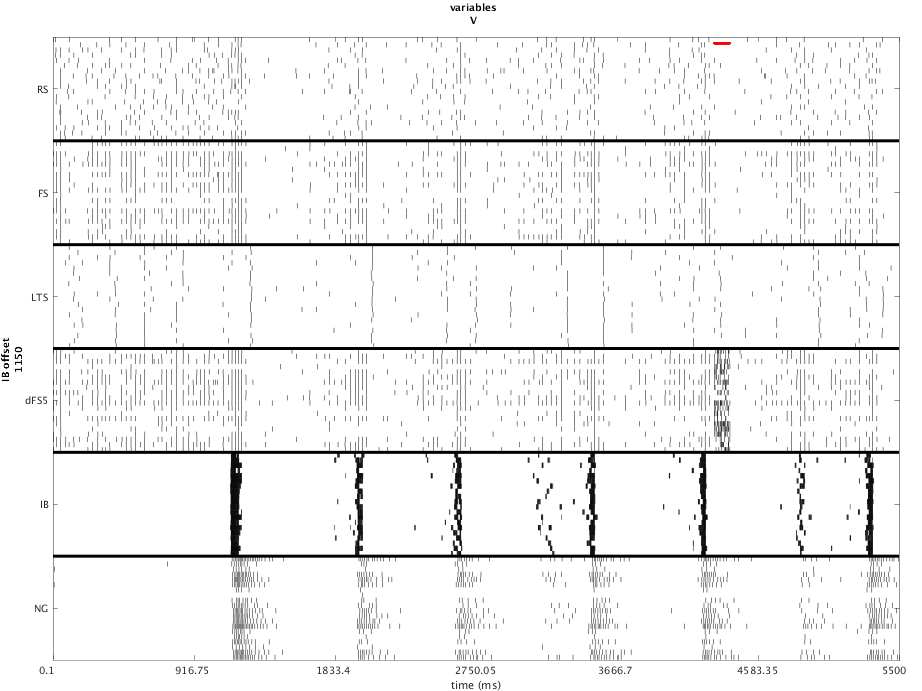 variables
V
RS
FS
LTS
IB offset
1150
dFS5
IB
NG
0.1
916.75
1833.4
2750.05
3666.7
4583.35
5500
time (ms)